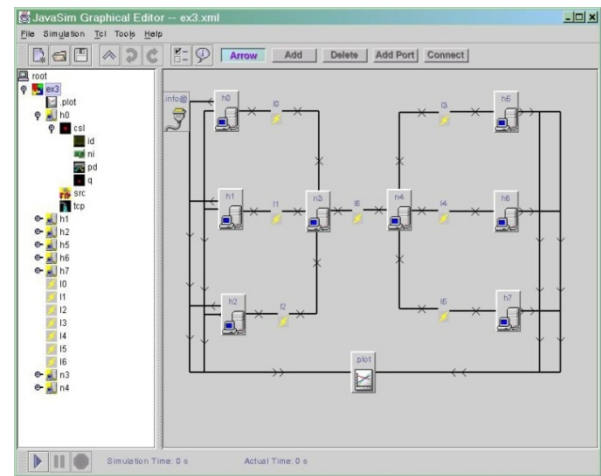 JavaSim Graphical Editor -- ex3.xml
File Simulation Tcl Tools Help
Arrow Add Delete Add Port Connect
root
ex3
.plot
h0
csl
id
ni
pd
q
src
tcp
h1
h2
h5
h6
h7
l0
l1
l2
l3
l4
l5
l6
n3
n4
info@
h0
l0
l3
h5
h1
l1
n3
l6
n4
l4
h6
h2
l2
l5
h7
.plot
Simulation Time: 0 s Actual Time: 0 s